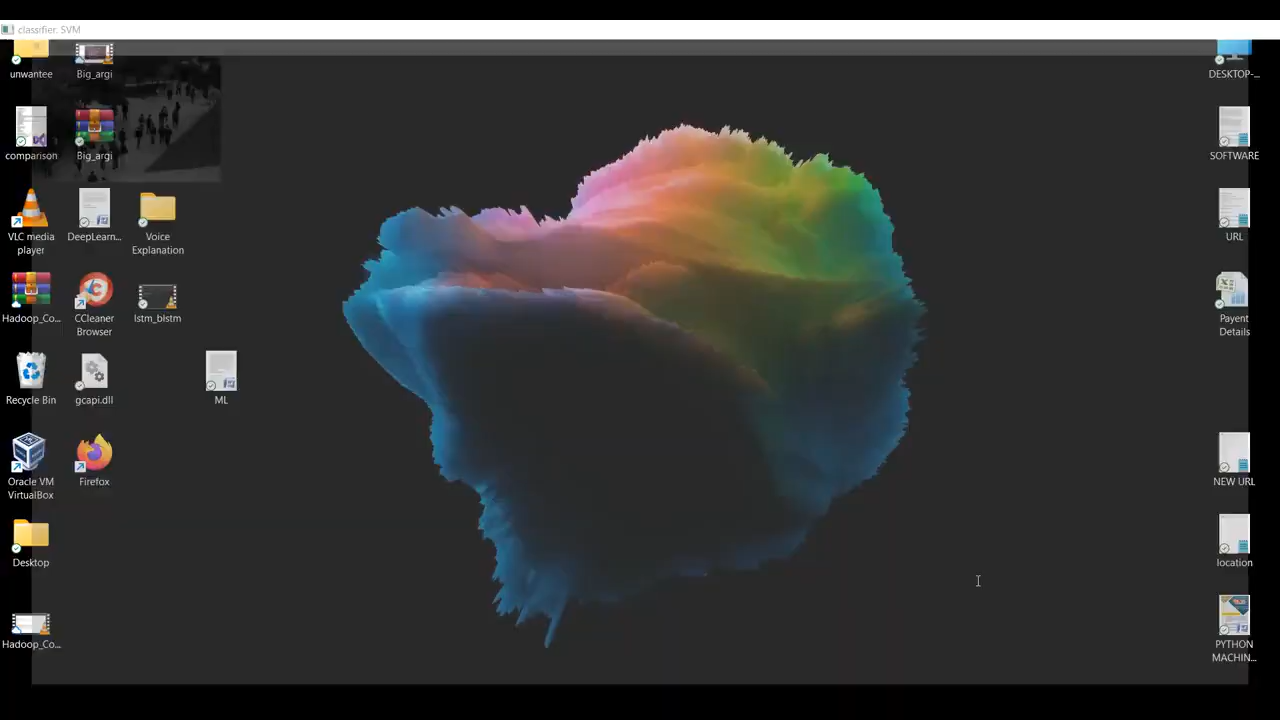 classifier. SVM
unwantee
Big_argi
DESKTOP-...
comparison
Big_argi
SOFTWARE
VLC media
player
DeepLearn...
Voice
Explanation
URL
Hadoop_Co...
CCleaner
Browser
lstm_blstm
Payent
Details
Recycle Bin
gcapi.dll
ML
Oracle VM
VirtualBox
Firefox
NEW URL
Desktop
location
Hadoop_Co...
PYTHON
MACHIN...